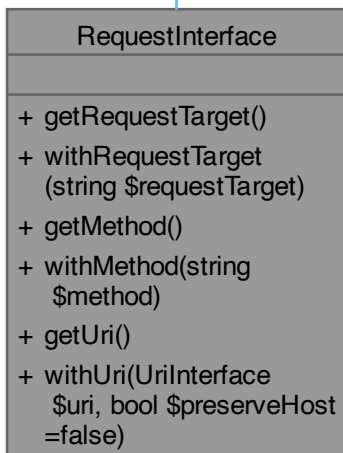 RequestInterface
+ getRequestTarget()
+ withRequestTarget
(string $requestTarget)
+ getMethod()
+ withMethod(string
$method)
+ getUri()
+ withUri(UriInterface
$uri, bool $preserveHost
=false)